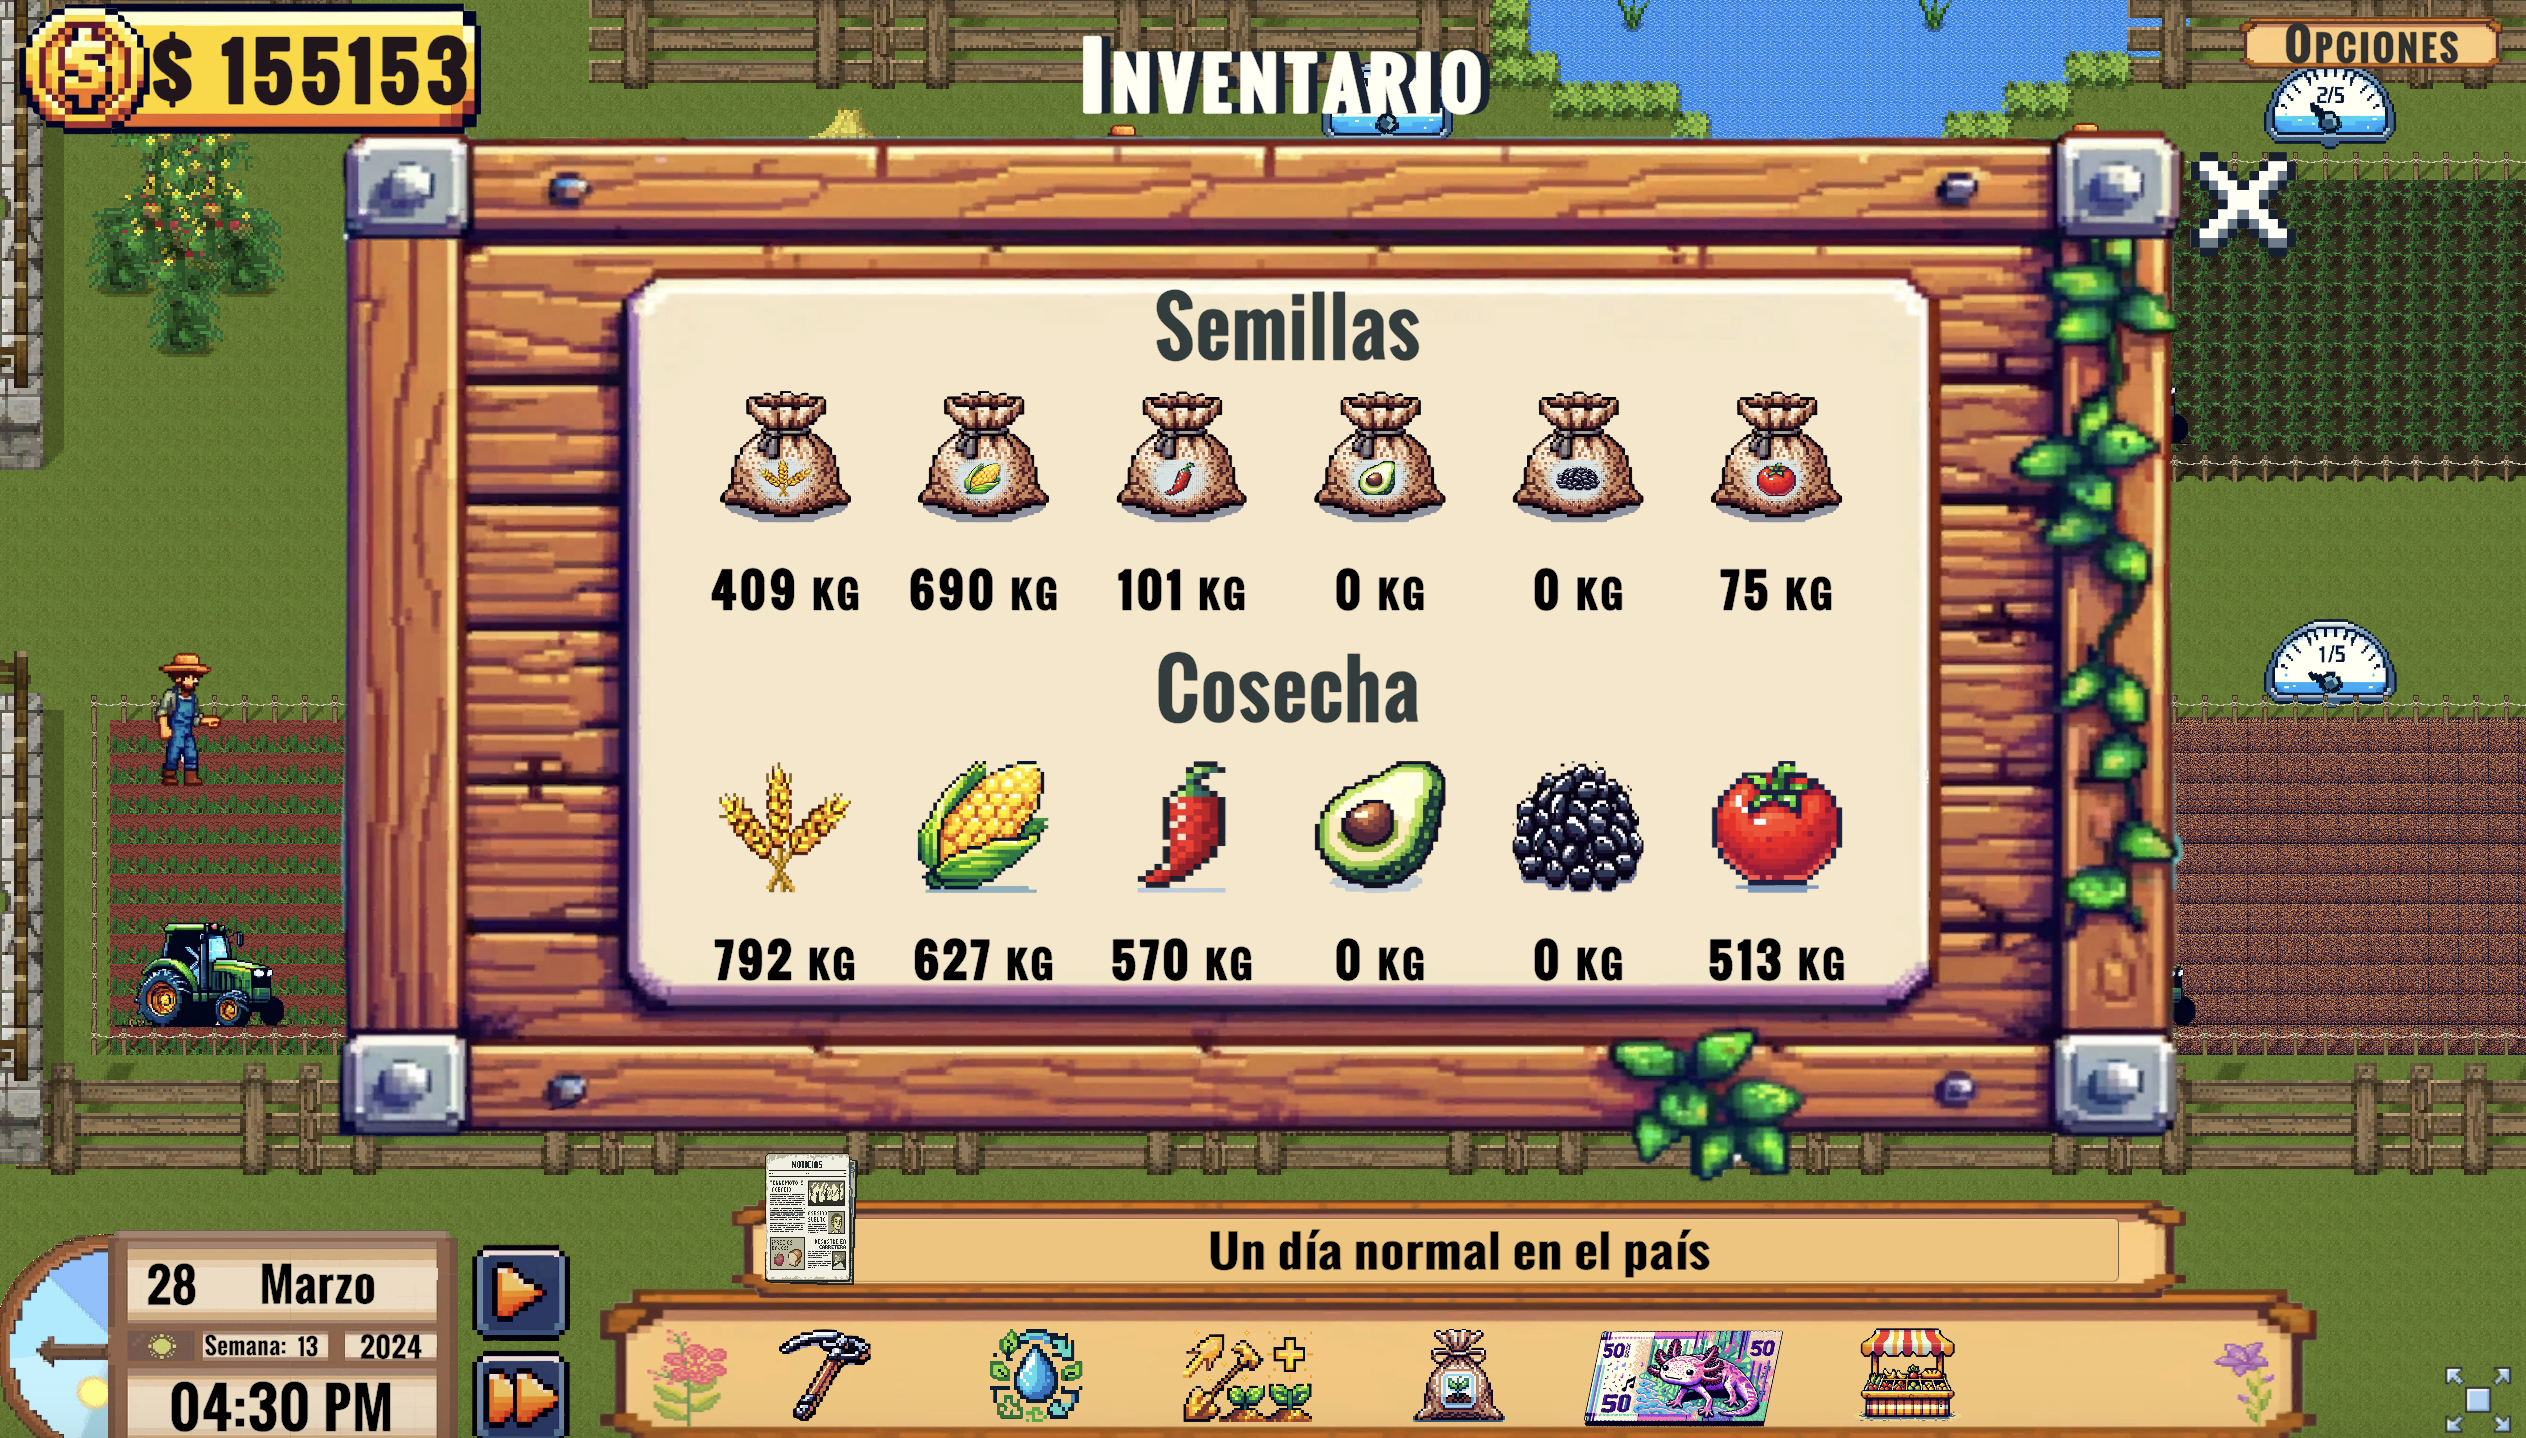 $ 155153
INVENTARIO
OPCIONES
2/5
Semillas
409 KG 690 KG 101 KG 0 KG 0 KG 75 KG
1/5
Cosecha
792 KG 627 KG 570 KG 0 KG 0 KG 513 KG
NOTICIAS
Un día normal en el país
28 Marzo
Semana: 13 2024
04:30 PM
50 50
50